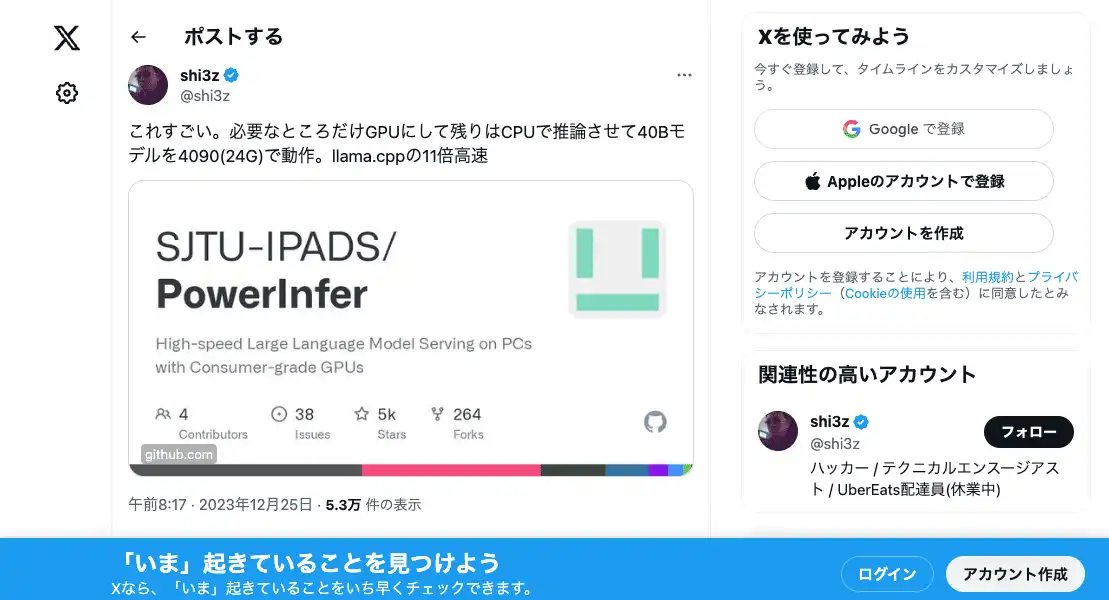 ポストする
shi3z
@shi3z
これすごい。必要なところだけGPUにして残りはCPUで推論させて40Bモ
デルを4090(24G)で動作。llama.cppの11倍高速
SJTU-IPADS/
PowerInfer
High-speed Large Language Model Serving on PCs
with Consumer-grade GPUs
4
Contributors
38
Issues
5k
Stars
264
Forks
github.com
午前8:17 · 2023年12月25日 · 5.3万 件の表示
Xを使ってみよう
今すぐ登録して、タイムラインをカスタマイズしましょ
う。
Google で登録
Appleのアカウントで登録
アカウントを作成
アカウントを登録することにより、利用規約とプライバ
シーポリシー（Cookieの使用を含む）に同意したとみ
なされます。
関連性の高いアカウント
shi3z
@shi3z
フォロー
ハッカー / テクニカルエンスージアス
ト / UberEats配達員(休業中)
「いま」起きていることを見つけよう
Xなら、「いま」起きていることをいち早くチェックできます。
ログイン
アカウント作成